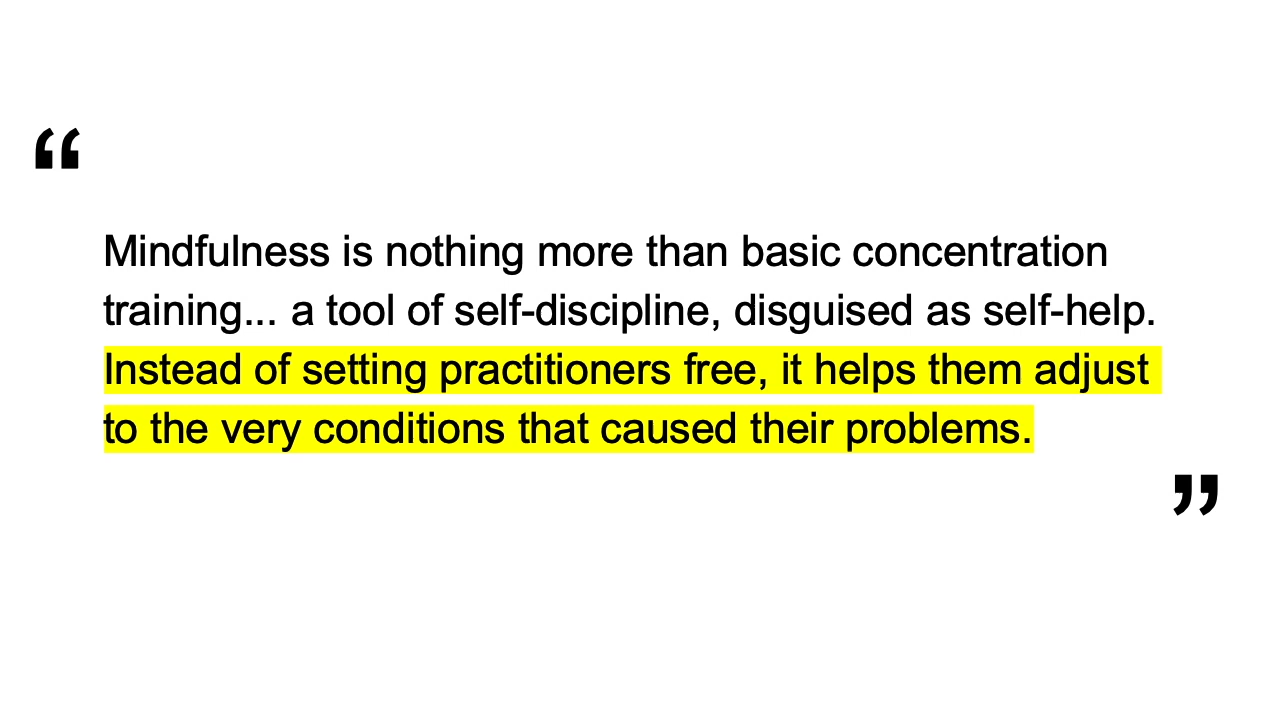 “
Mindfulness is nothing more than basic concentration
training... a tool of self-discipline, disguised as self-help.
Instead of setting practitioners free, it helps them adjust
to the very conditions that caused their problems.
”